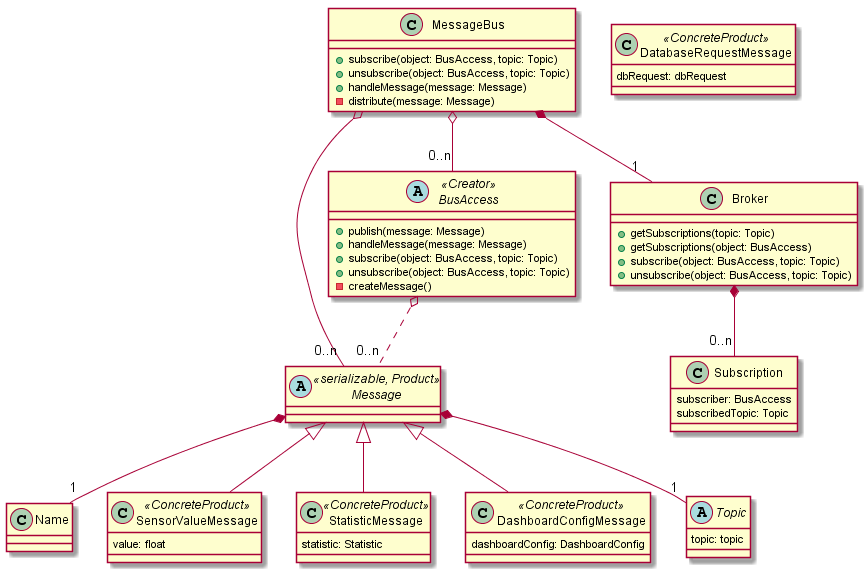 C MessageBus
subscribe(object: BusAccess, topic: Topic)
unsubscribe(object: BusAccess, topic: Topic)
handleMessage(message: Message)
distribute(message: Message)
«ConcreteProduct»
C DatabaseRequestMessage
dbRequest: dbRequest
0..n
1
«Creator»
A BusAccess
publish(message: Message)
handleMessage(message: Message)
subscribe(object: BusAccess, topic: Topic)
unsubscribe(object: BusAccess, topic: Topic)
createMessage()
C Broker
getSubscriptions(topic: Topic)
getSubscriptions(object: BusAccess)
subscribe(object: BusAccess, topic: Topic)
unsubscribe(object: BusAccess, topic: Topic)
0..n
0..n
0..n
«serializable, Product»
A Message
C Subscription
subscriber: BusAccess
subscribedTopic: Topic
1
1
C Name
«ConcreteProduct»
C SensorValueMessage
value: float
«ConcreteProduct»
C StatisticMessage
statistic: Statistic
«ConcreteProduct»
C DashboardConfigMessage
dashboardConfig: DashboardConfig
A Topic
topic: topic